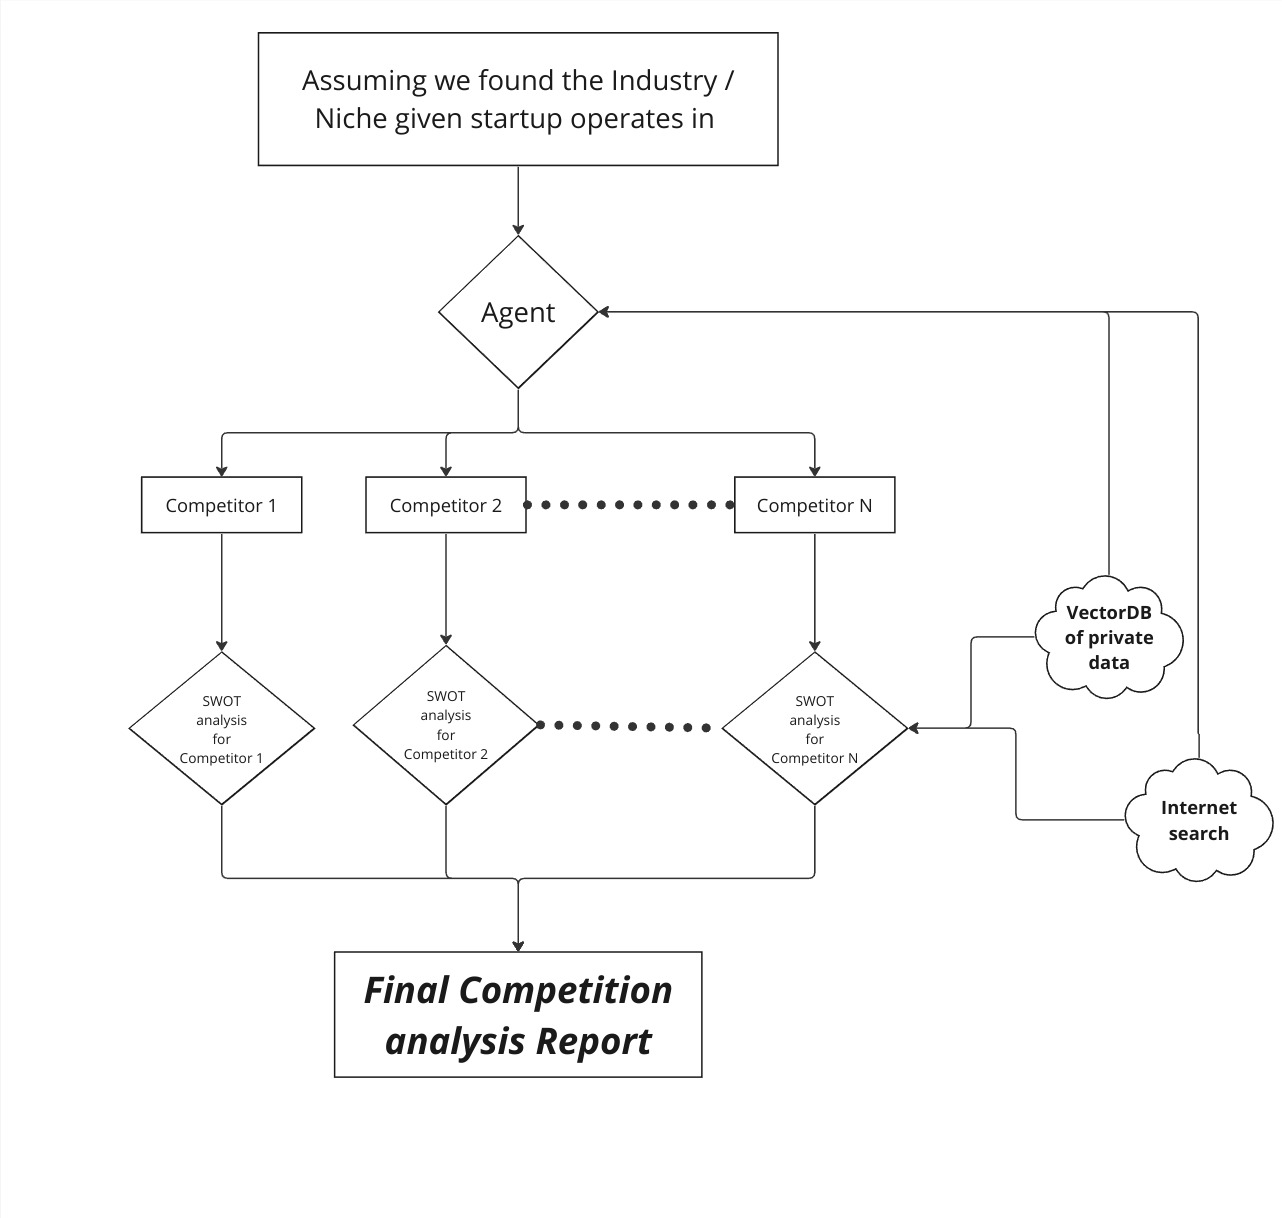 Assuming we found the Industry /
Niche given startup operates in
Agent
Competitor 1
Competitor 2
Competitor N
VectorDB
of private
data
SWOT
analysis
for
Competitor 1
SWOT
analysis
for
Competitor 2
SWOT
analysis
for
Competitor N
Internet
search
Final Competition
analysis Report